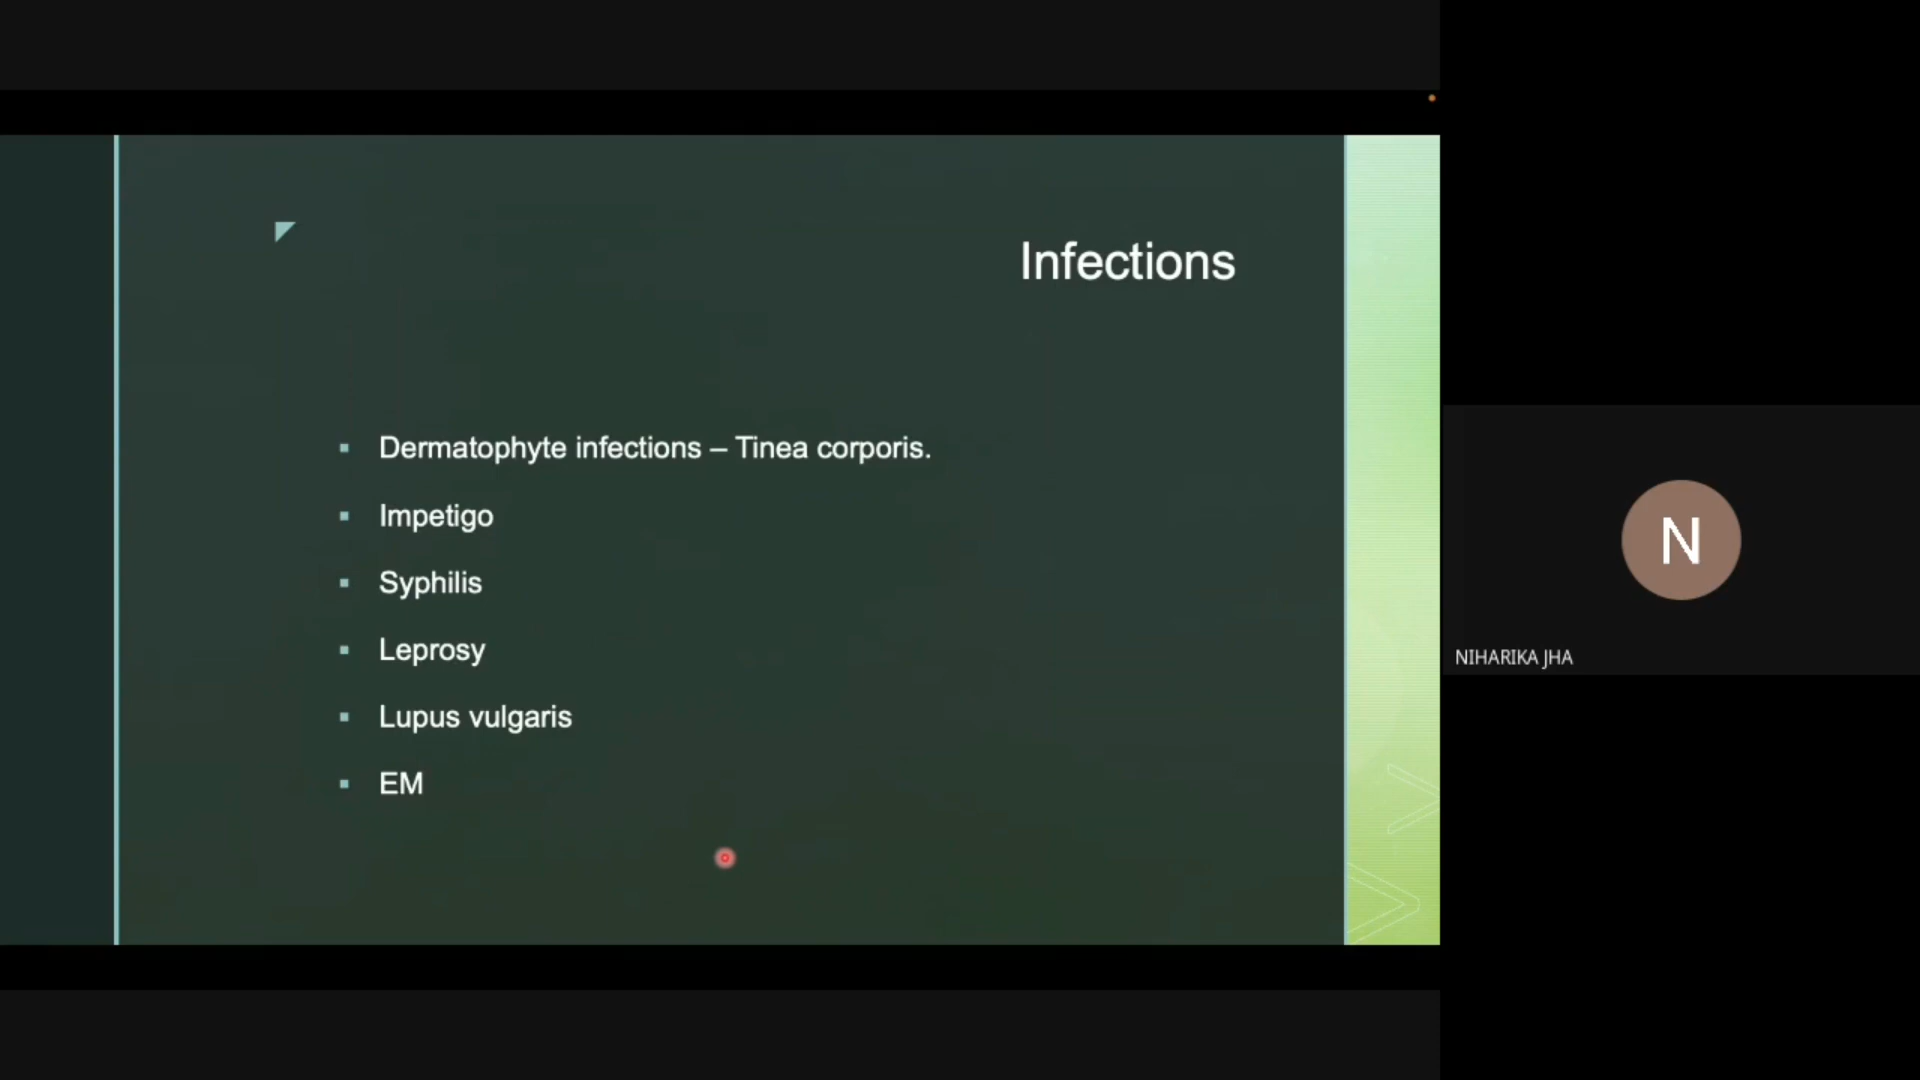 Infections
Dermatophyte infections – Tinea corporis.
Impetigo
Syphilis
Leprosy
Lupus vulgaris
EM
N
NIHARIKA JHA